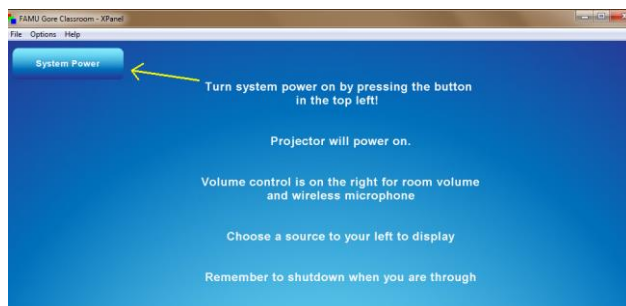 FAMU Gore Classroom - XPanel
File Options Help
System Power
Turn system power on by pressing the button
in the top left!
Projector will power on.
Volume control is on the right for room volume
and wireless microphone
Choose a source to your left to display
Remember to shutdown when you are through